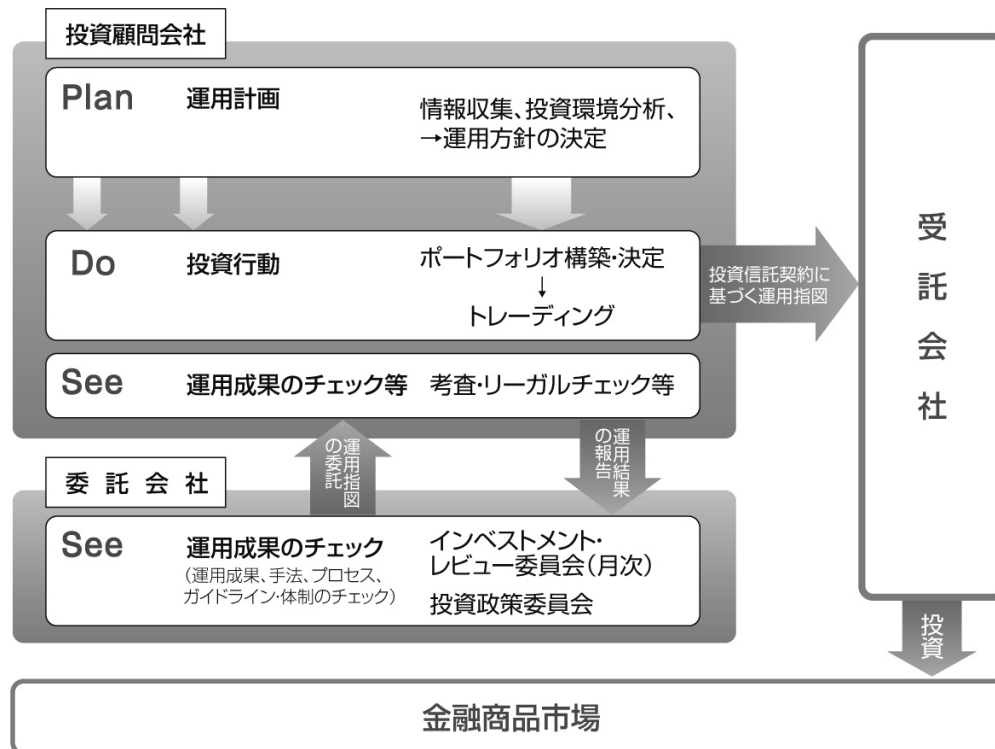 投資顧問会社
Plan 運用計画 情報収集、投資環境分析、
→運用方針の決定
Do 投資行動 ポートフォリオ構築・決定
↓
トレーディング
投資信託契約に
基づく運用指図
See 運用成果のチェック等 考査・リーガルチェック等
運用指図
の委託
運用結果
の報告
委託会社
See 運用成果のチェック
(運用成果、手法、プロセス、
ガイドライン・体制のチェック)
インベストメント・
レビュー委員会(月次)
投資政策委員会
受託会社
投資
金融商品市場